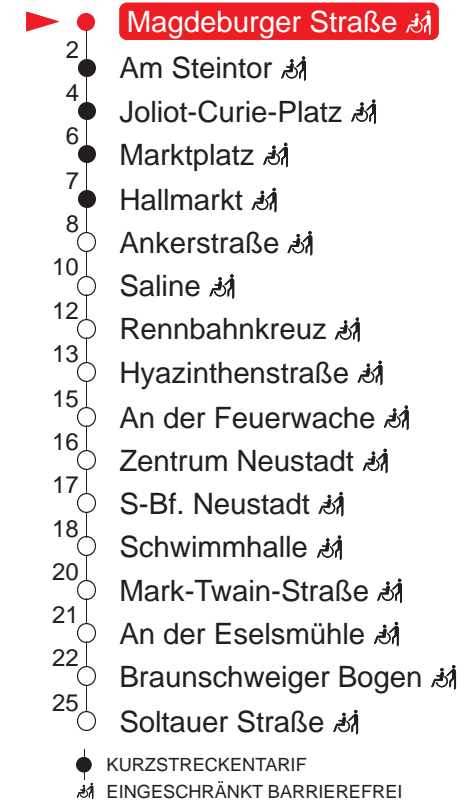 Magdeburger Straße
2
Am Steintor
4
Joliot-Curie-Platz
6
Marktplatz
7
Hallmarkt
8
Ankerstraße
10
Saline
12
Rennbahnkreuz
13
Hyazinthenstraße
15
An der Feuerwache
16
Zentrum Neustadt
17
S-Bf. Neustadt
18
Schwimmhalle
20
Mark-Twain-Straße
21
An der Eselsmühle
22
Braunschweiger Bogen
25
Soltauer Straße
KURZSTRECKENTARIF
EINGESCHRÄNKT BARRIEREFREI